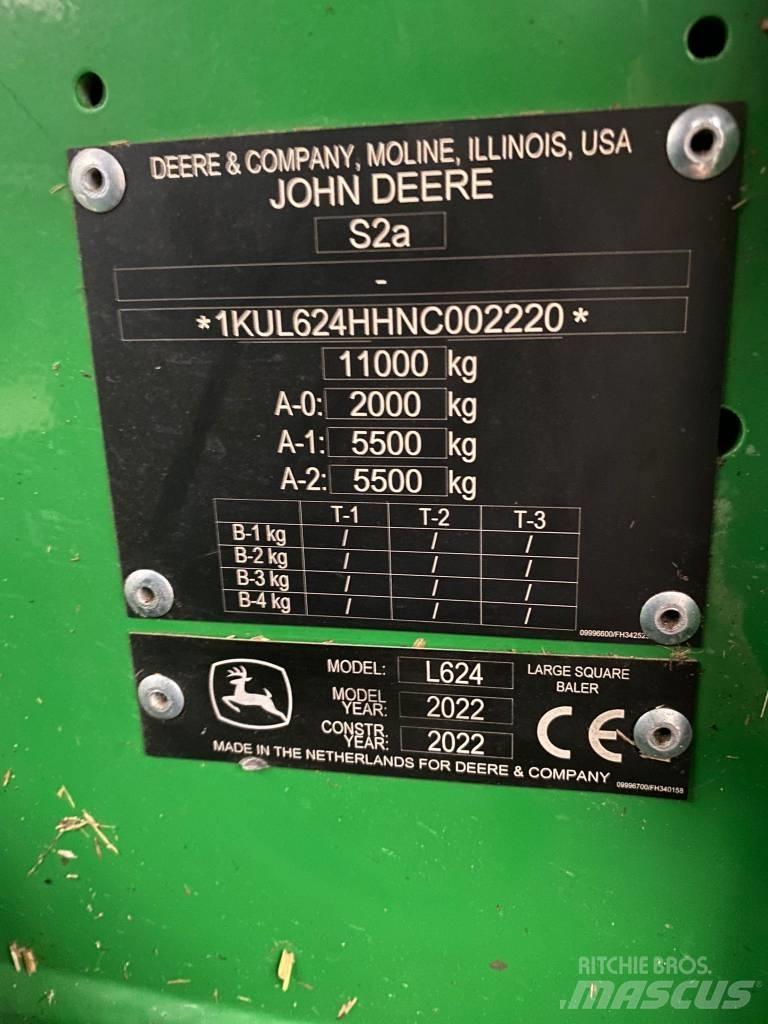 DEERE & COMPANY, MOLINE, ILLINOIS, USA
JOHN DEERE
S2a
-
*1KUL624HHNC002220*
11000 kg
A-0: 2000 kg
A-1: 5500 kg
A-2: 5500 kg
T-1 T-2 T-3
B-1 kg / / /
B-2 kg / / /
B-3 kg / / /
B-4 kg / / /
MODEL: L624 LARGE SQUARE
BALER
MODEL
YEAR: 2022
CONSTR.
YEAR: 2022
CE
MADE IN THE NETHERLANDS FOR DEERE & COMPANY
09996700/FH340158
RITCHIE BROS.
MASCUS